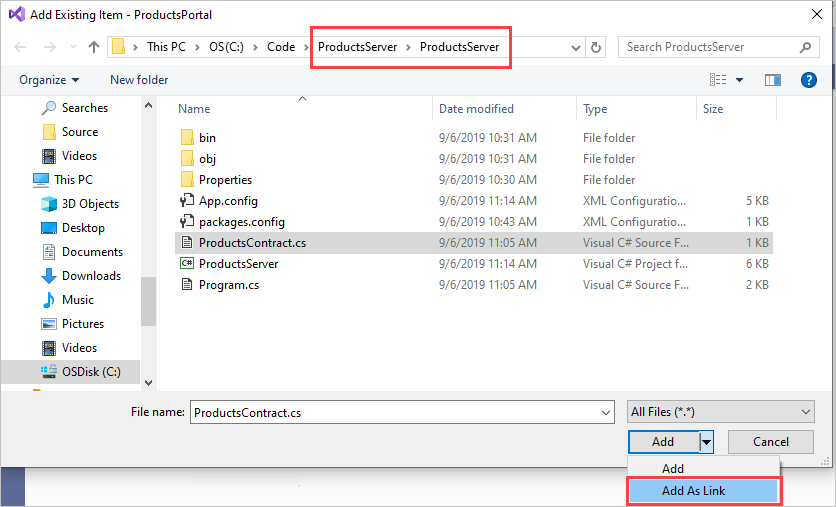 Add Existing Item - ProductsPortal
This PC > OS(C:) > Code > ProductsServer > ProductsServer
Search ProductsServer
Organize
New folder
Searches
Source
Videos
This PC
3D Objects
Desktop
Documents
Downloads
Music
Pictures
Videos
OSDisk (C:)
Name Date modified Type Size
bin 9/6/2019 10:31 AM File folder
obj 9/6/2019 10:31 AM File folder
Properties 9/6/2019 10:30 AM File folder
App.config 9/6/2019 11:14 AM XML Configuratio... 5 KB
packages.config 9/6/2019 10:43 AM XML Configuratio... 1 KB
ProductsContract.cs 9/6/2019 11:05 AM Visual C# Source F... 1 KB
C# ProductsServer 9/6/2019 11:14 AM Visual C# Project f... 6 KB
Program.cs 9/6/2019 11:05 AM Visual C# Source F... 2 KB
File name: ProductsContract.cs
All Files (*.*)
Add
Cancel
Add
Add As Link